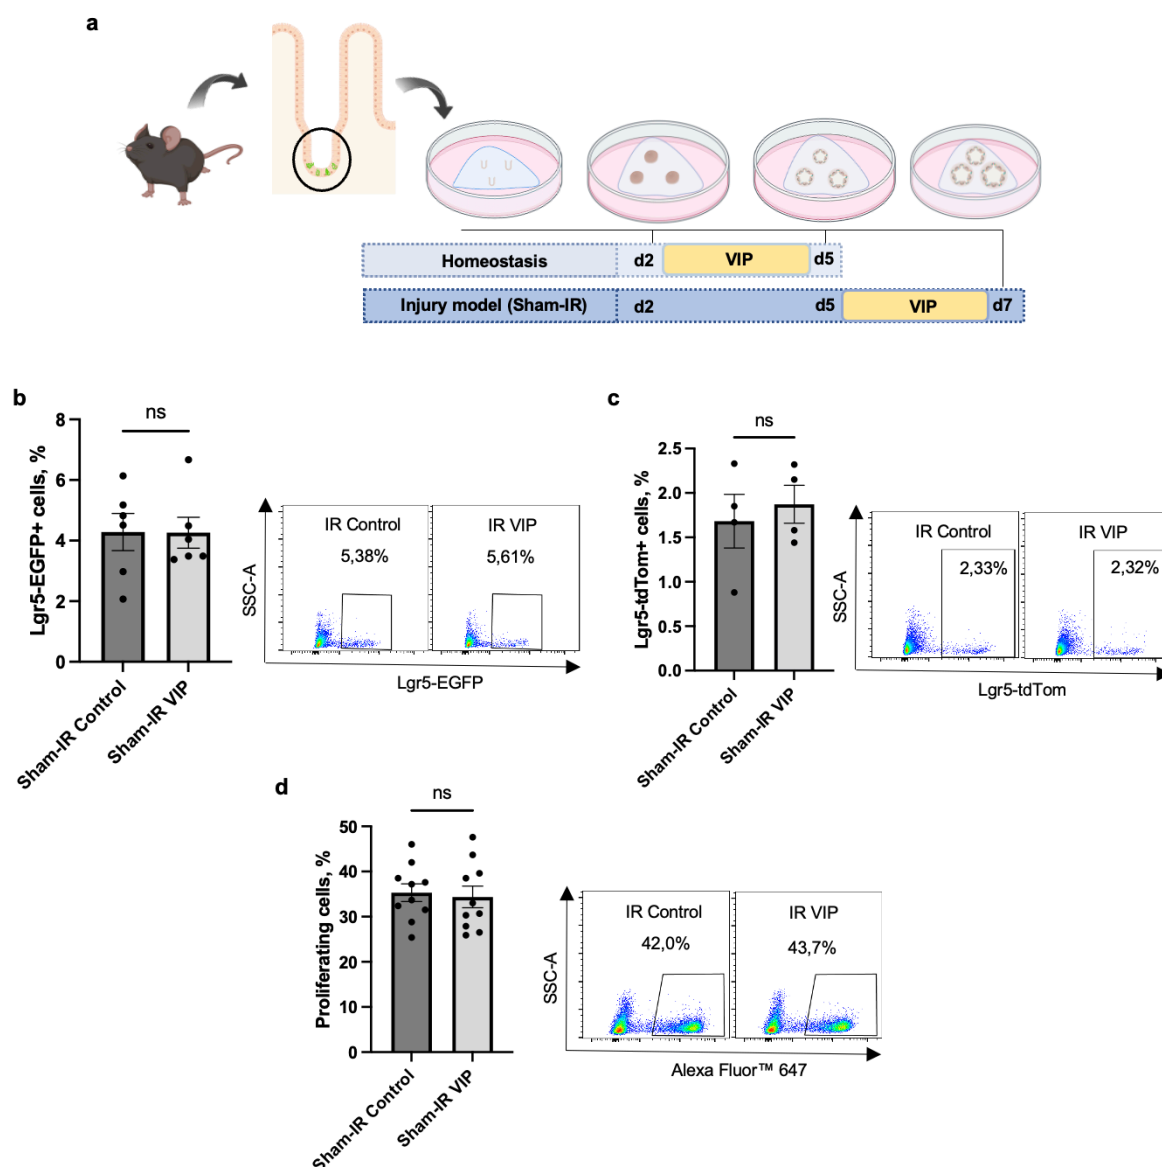 a
Homeostasis
d2
VIP
d5
Injury model (Sham-IR)
d2
d5
VIP
d7
b
ns
Lgr5-EGFP+ cells, %
8
6
4
2
0
Sham-IR Control
Sham-IR VIP
SSC-A
IR Control
5,38%
IR VIP
5,61%
Lgr5-EGFP
c
ns
Lgr5-tdTom+ cells, %
2.5
2.0
1.5
1.0
0.5
0.0
Sham-IR Control
Sham-IR VIP
SSC-A
IR Control
2,33%
IR VIP
2,32%
Lgr5-tdTom
d
ns
Proliferating cells, %
50
40
30
20
10
0
Sham-IR Control
Sham-IR VIP
SSC-A
IR Control
42,0%
IR VIP
43,7%
Alexa Fluor™ 647